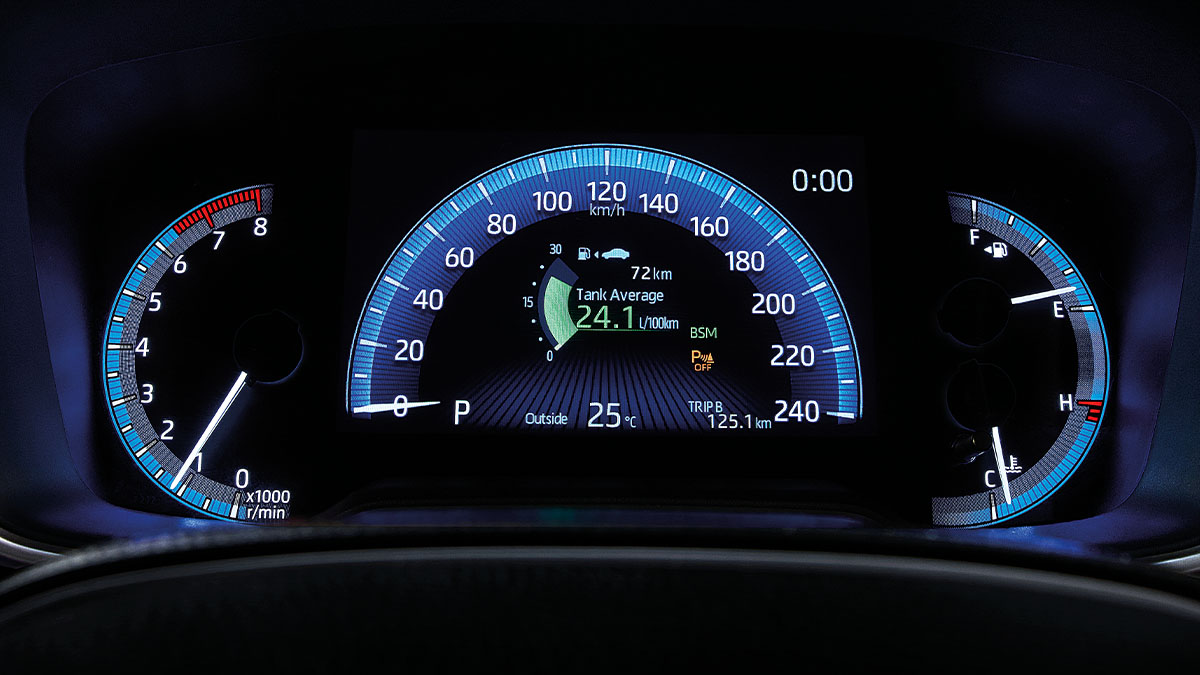 0:00
8
7
6
5
4
3
2
1
0
x1000
r/min
0
20
40
60
80
100
120
140
160
180
200
220
240
km/h
30
15
0
72 km
Tank Average
24.1 L/100km
BSM
P
OFF
P
Outside 25 °C
TRIP B
125.1 km
F
E
H
C